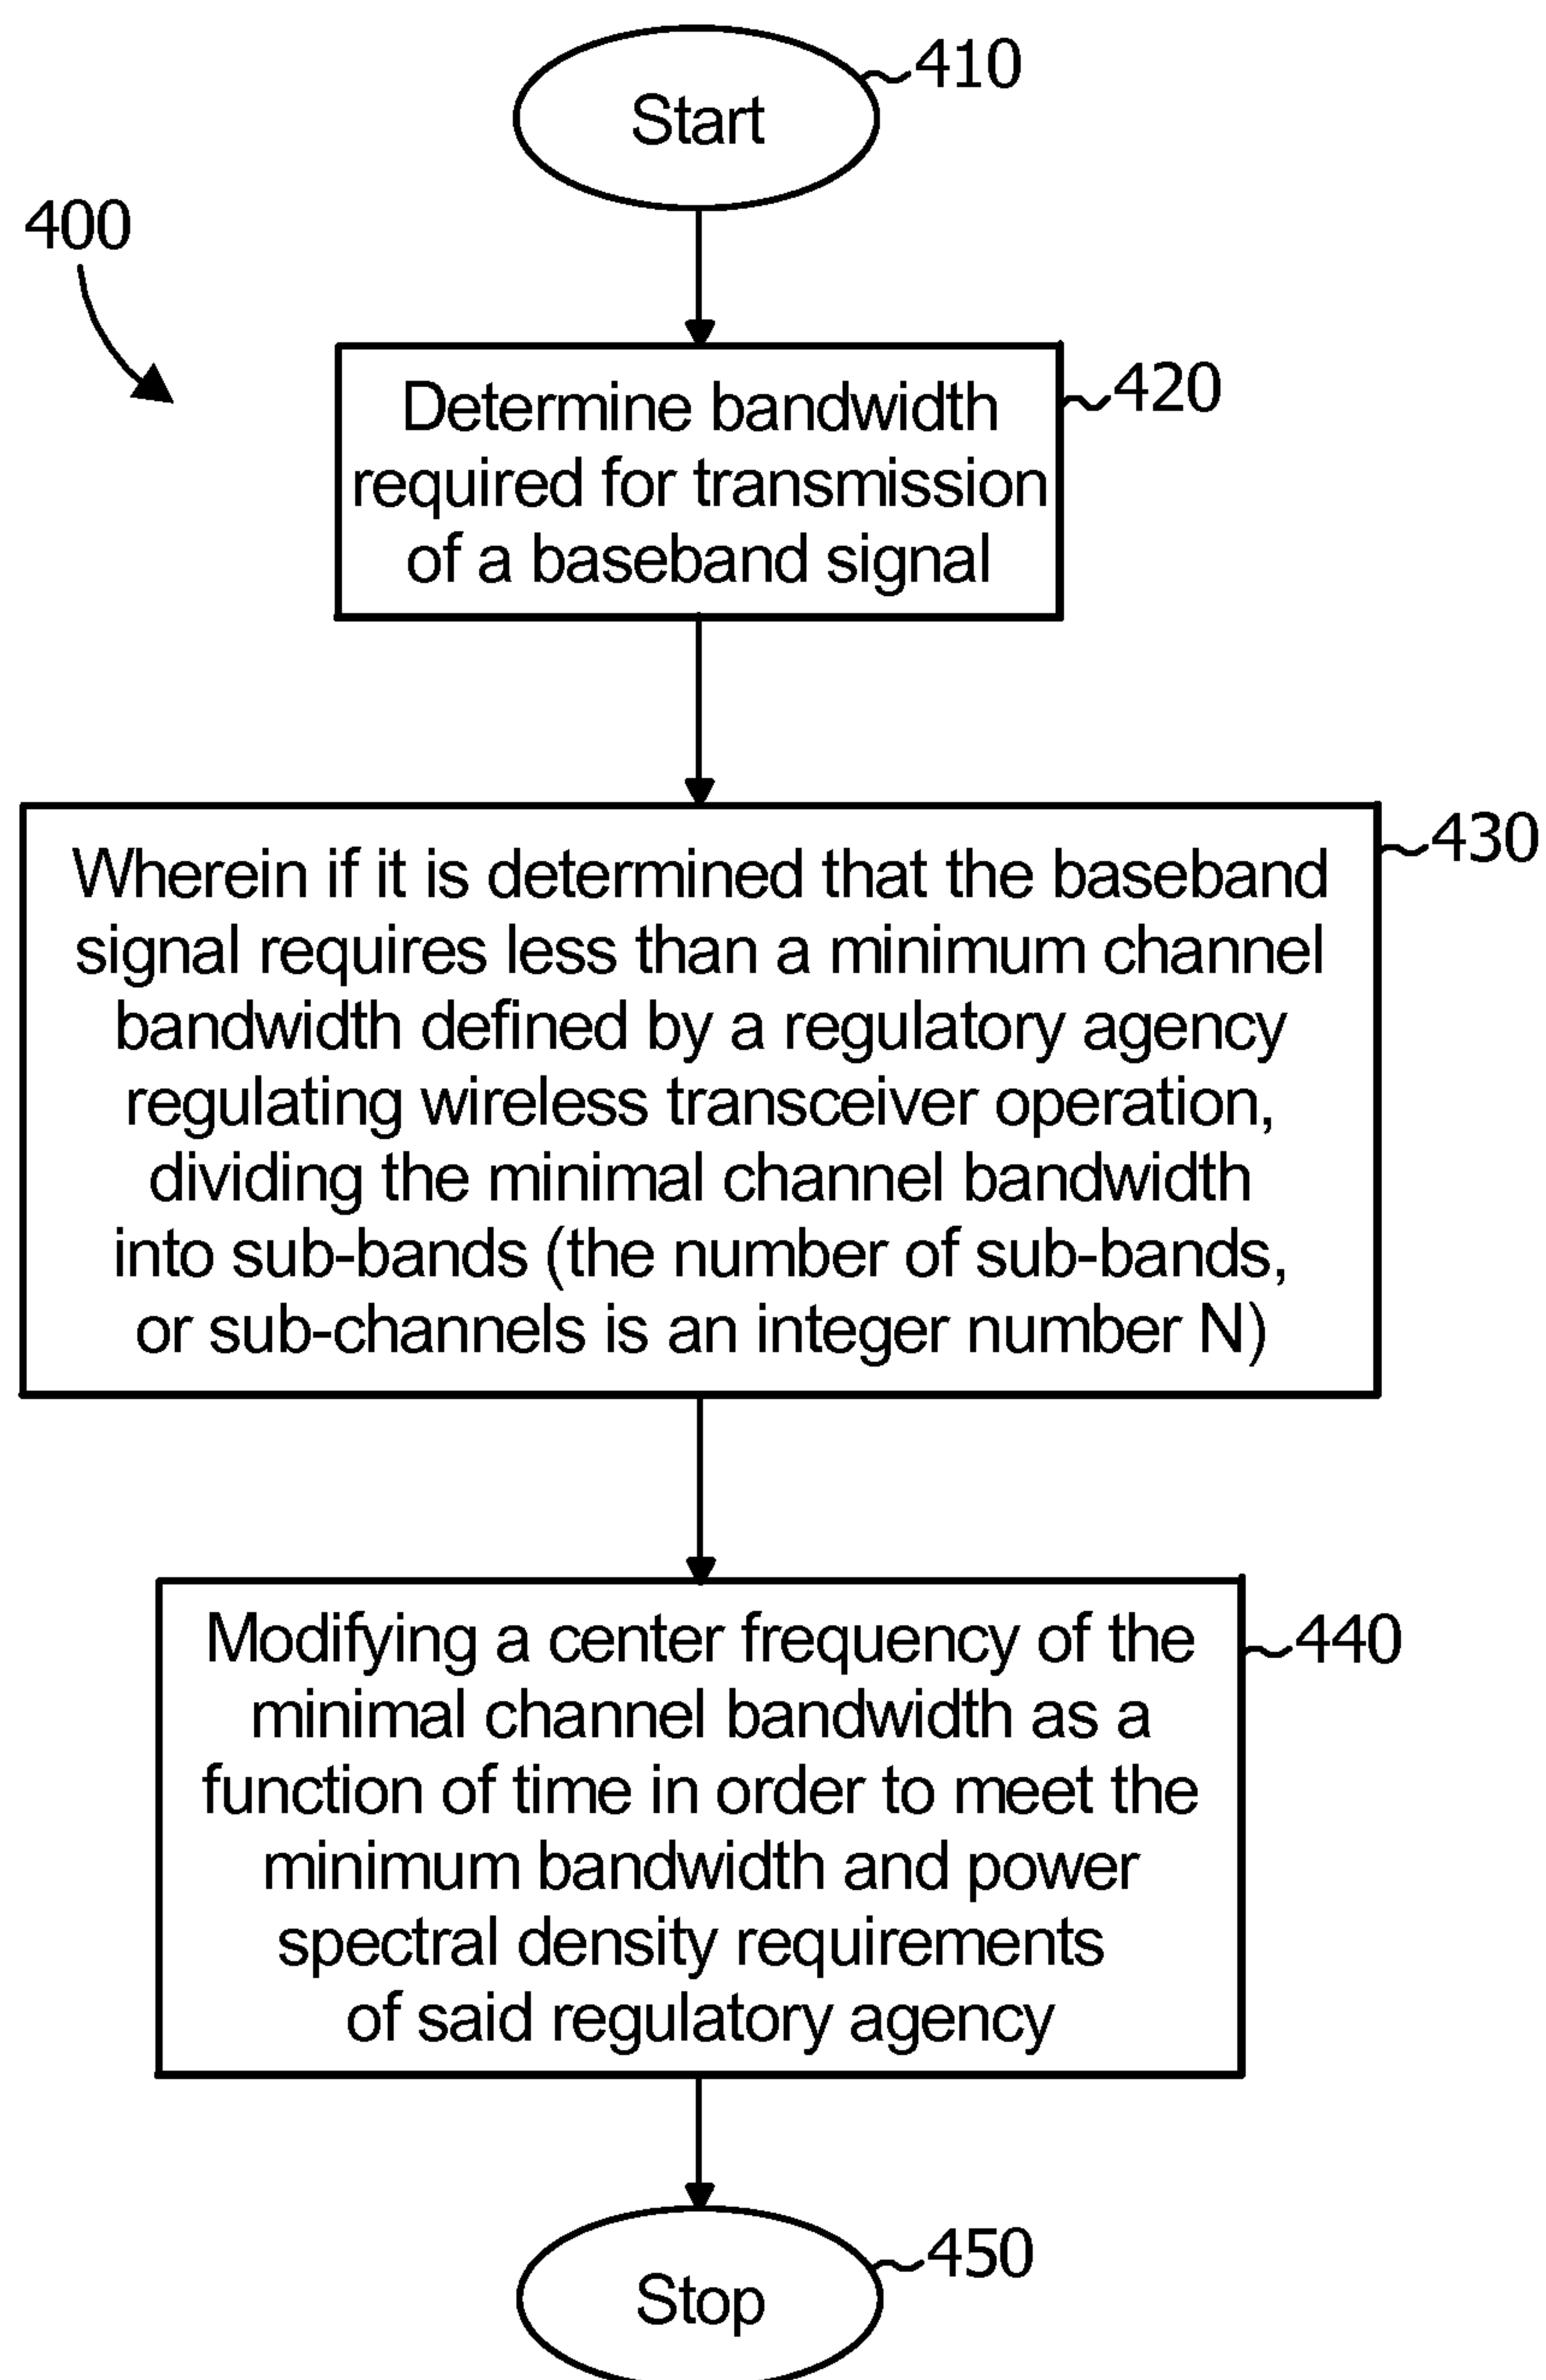 410
Start
400
420
Determine bandwidth
required for transmission
of a baseband signal
430
Wherein if it is determined that the baseband
signal requires less than a minimum channel
bandwidth defined by a regulatory agency
regulating wireless transceiver operation,
dividing the minimal channel bandwidth
into sub-bands (the number of sub-bands,
or sub-channels is an integer number N)
440
Modifying a center frequency of the
minimal channel bandwidth as a
function of time in order to meet the
minimum bandwidth and power
spectral density requirements
of said regulatory agency
450
Stop